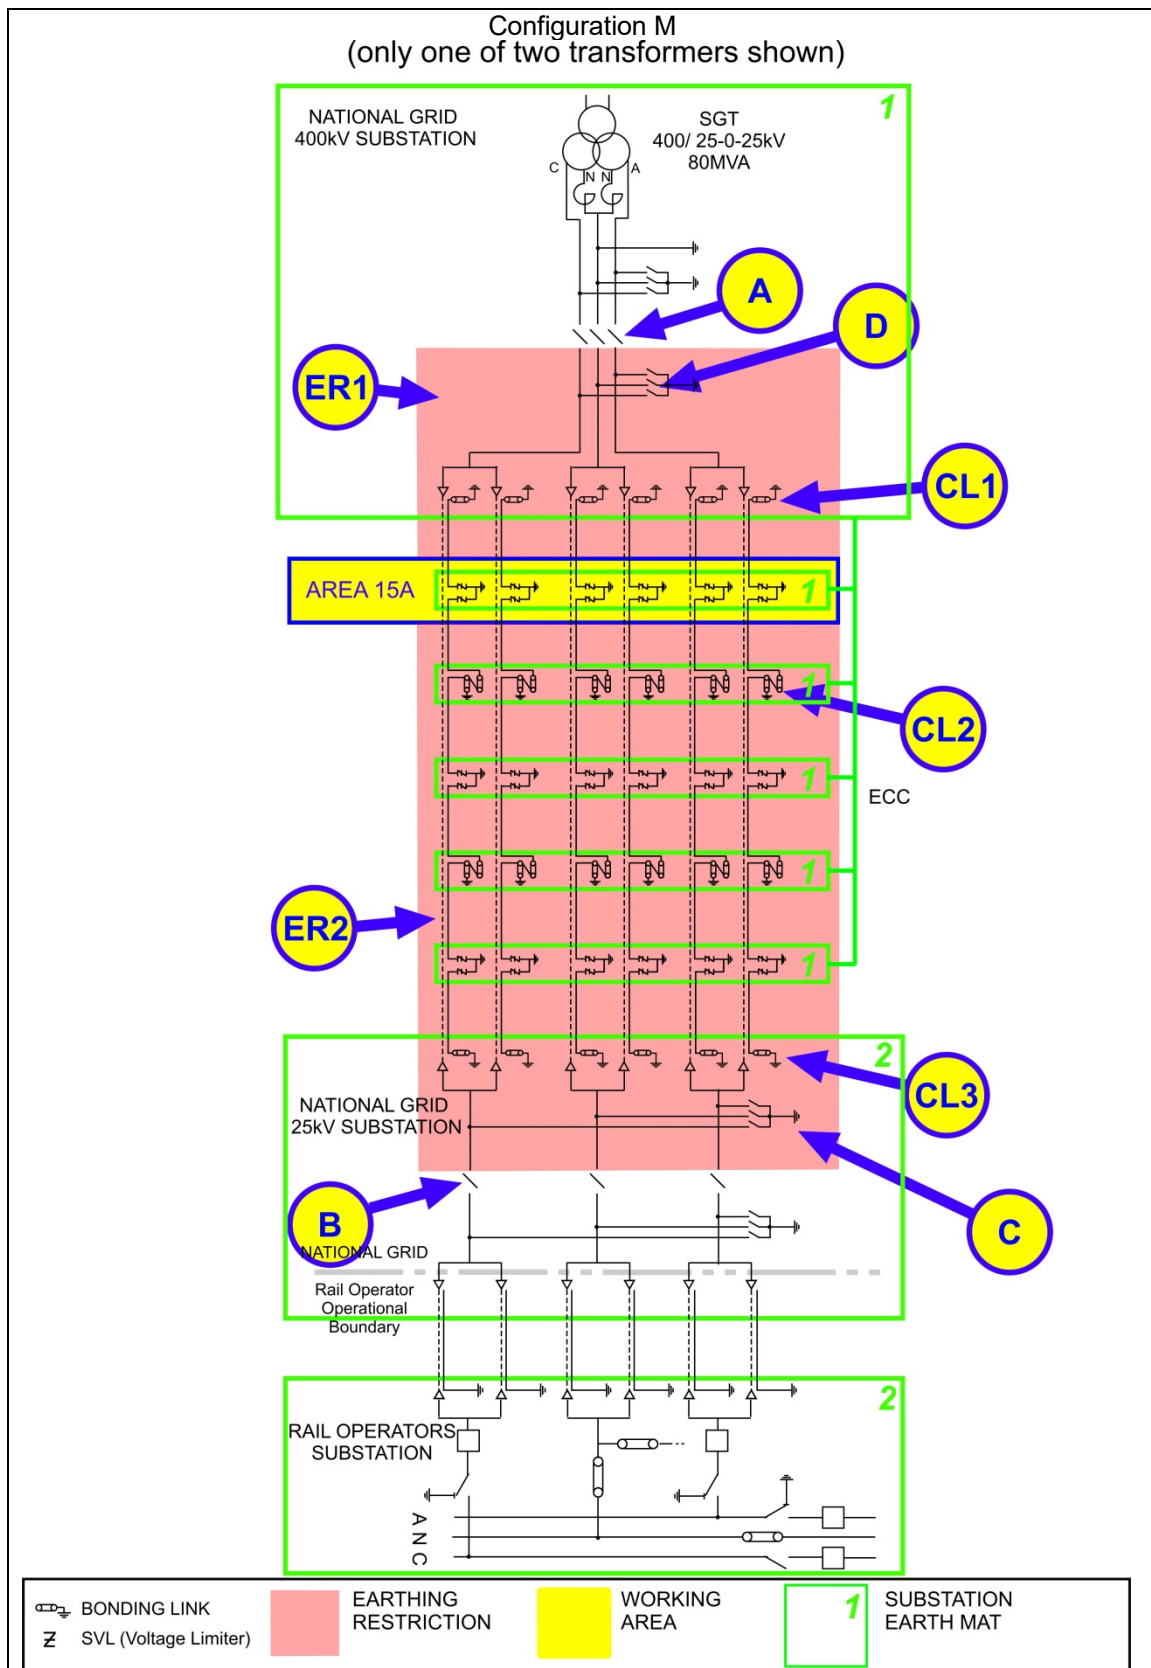 Configuration M
(only one of two transformers shown)
NATIONAL GRID
400kV SUBSTATION
SGT
400/ 25-0-25kV
80MVA
1
C
N N
A
A
D
ER1
CL1
AREA 15A
1
1
CL2
1
ECC
1
ER2
1
2
NATIONAL GRID
25kV SUBSTATION
CL3
B
C
NATIONAL GRID
Rail Operator
Operational
Boundary
2
RAIL OPERATORS
SUBSTATION
A
N
C
BONDING LINK
SVL (Voltage Limiter)
EARTHING
RESTRICTION
WORKING
AREA
1
SUBSTATION
EARTH MAT